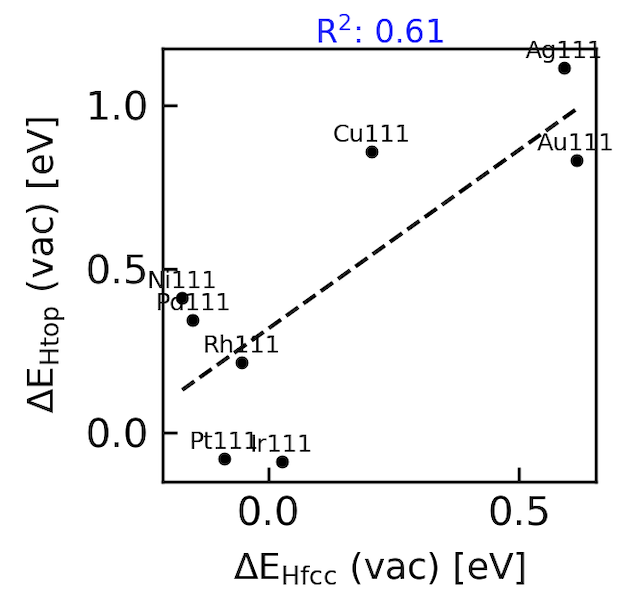 R²: 0.61
Ag111
1.0
Cu111
Au111
ΔE_Htop (vac) [eV]
0.5
Ni111
Pd111
Rh111
0.0
Pt111
Ir111
0.0 0.5
ΔE_Hfcc (vac) [eV]